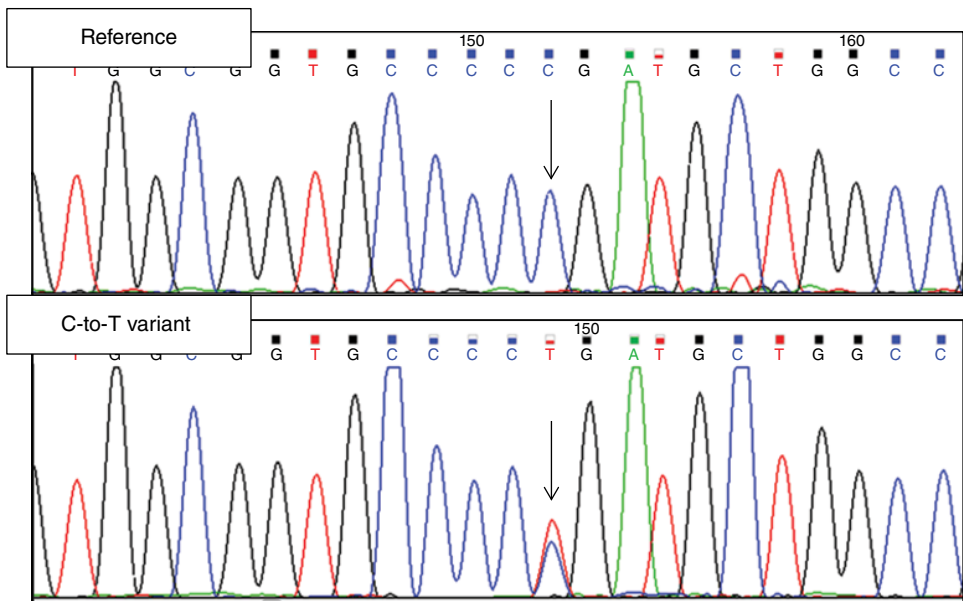 Reference
150 160
T G G C G G T G C C C C C G A T G C T G G C C
C-to-T variant
150
T G G C G G T G C C C C T G A T G C T G G C C